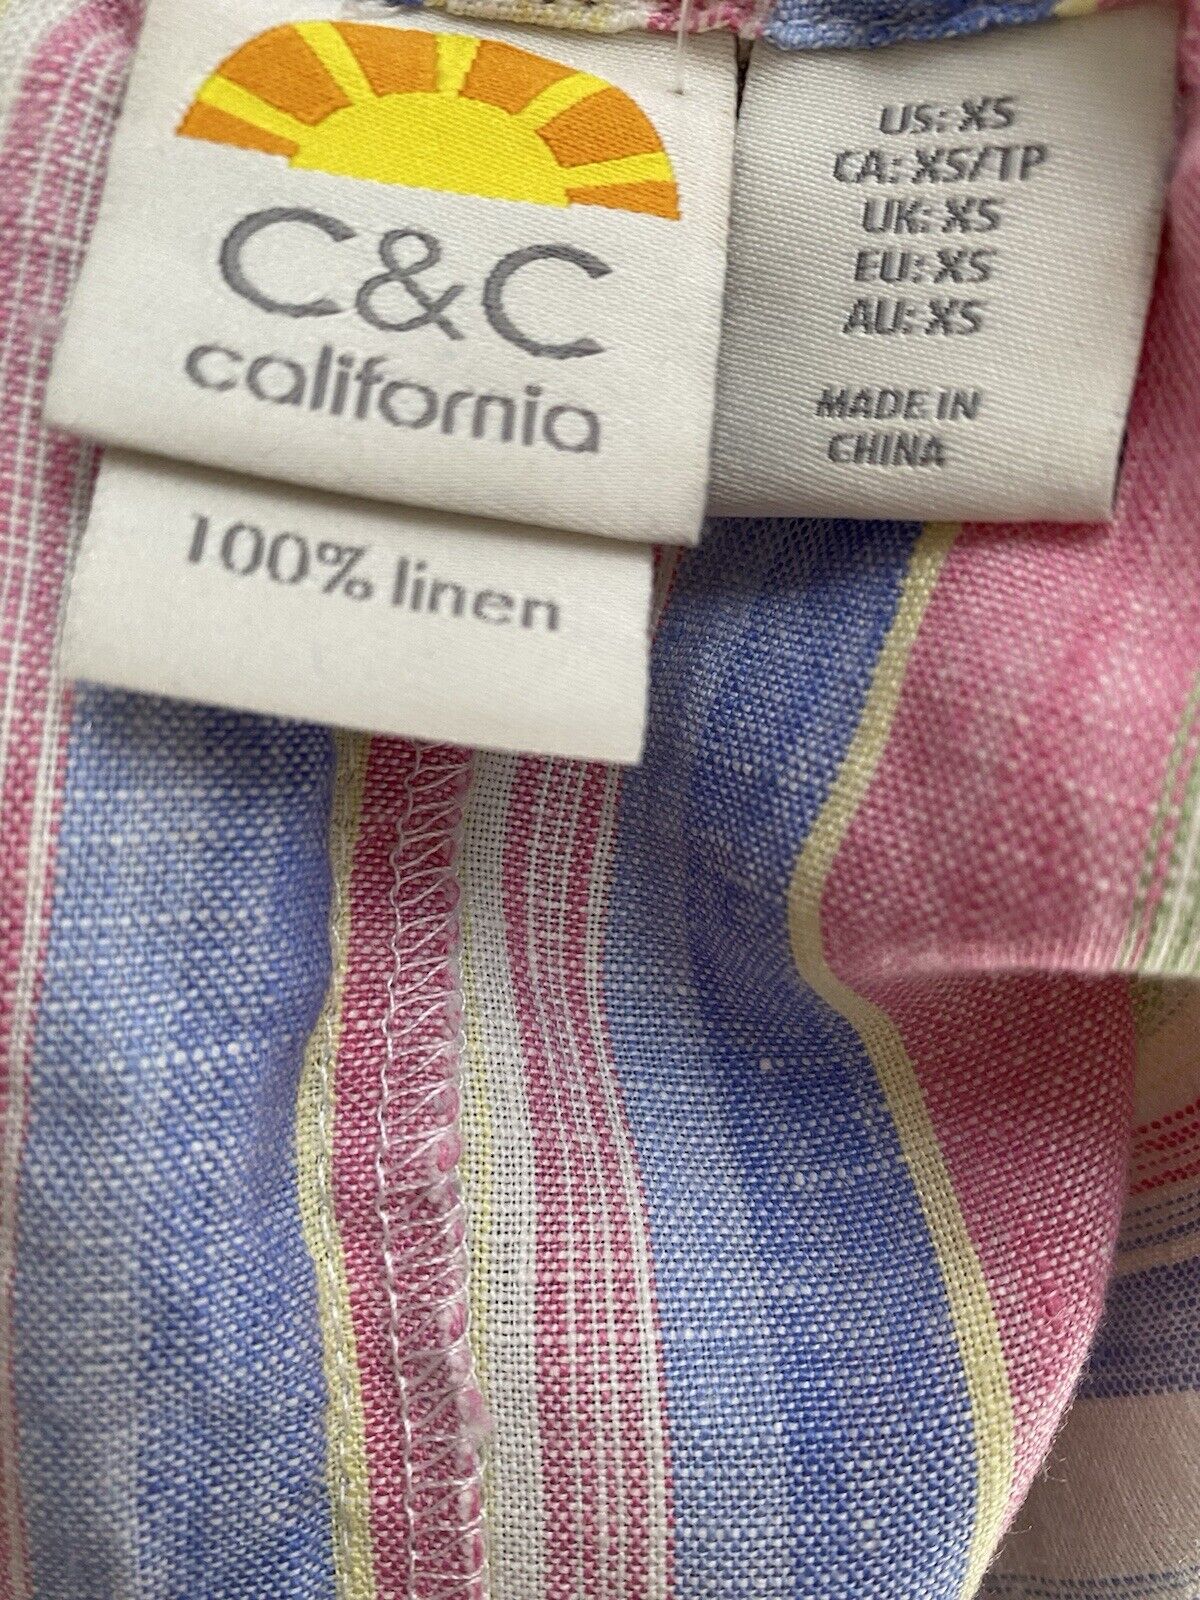 C&C
california
100% linen
US: XS
CA: XS/TP
UK: XS
EU: XS
AU: XS
MADE IN
CHINA